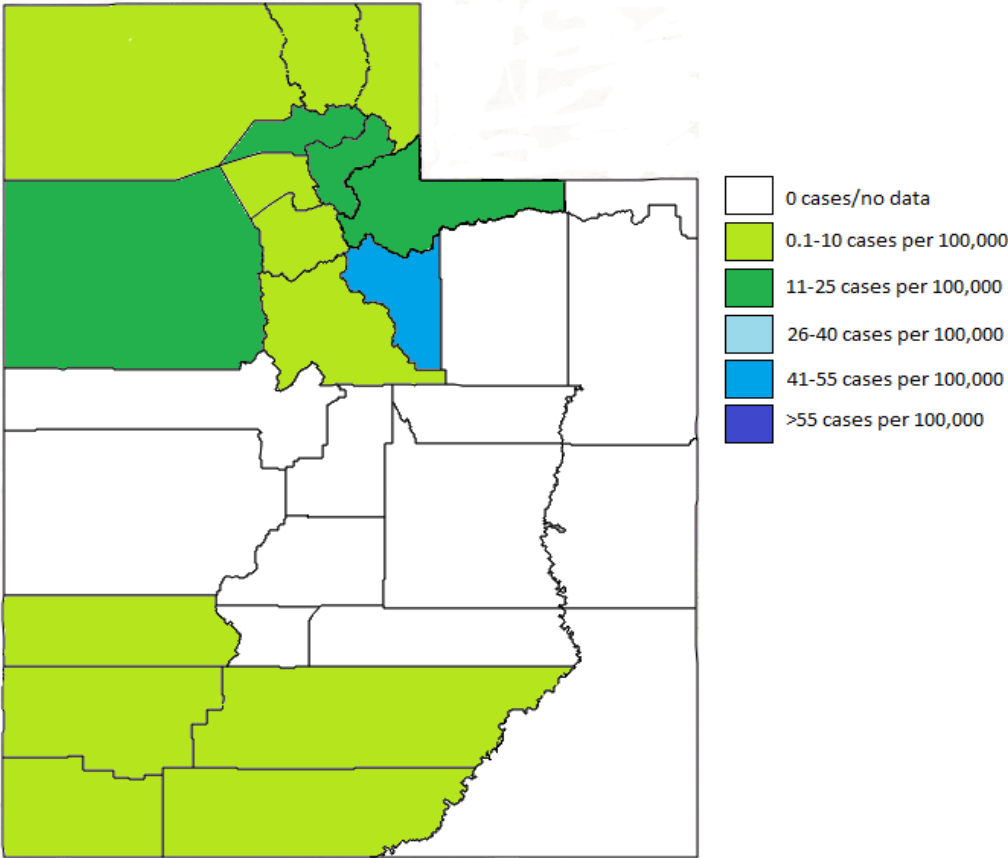 0 cases/no data
0.1-10 cases per 100,000
11-25 cases per 100,000
26-40 cases per 100,000
41-55 cases per 100,000
>55 cases per 100,000